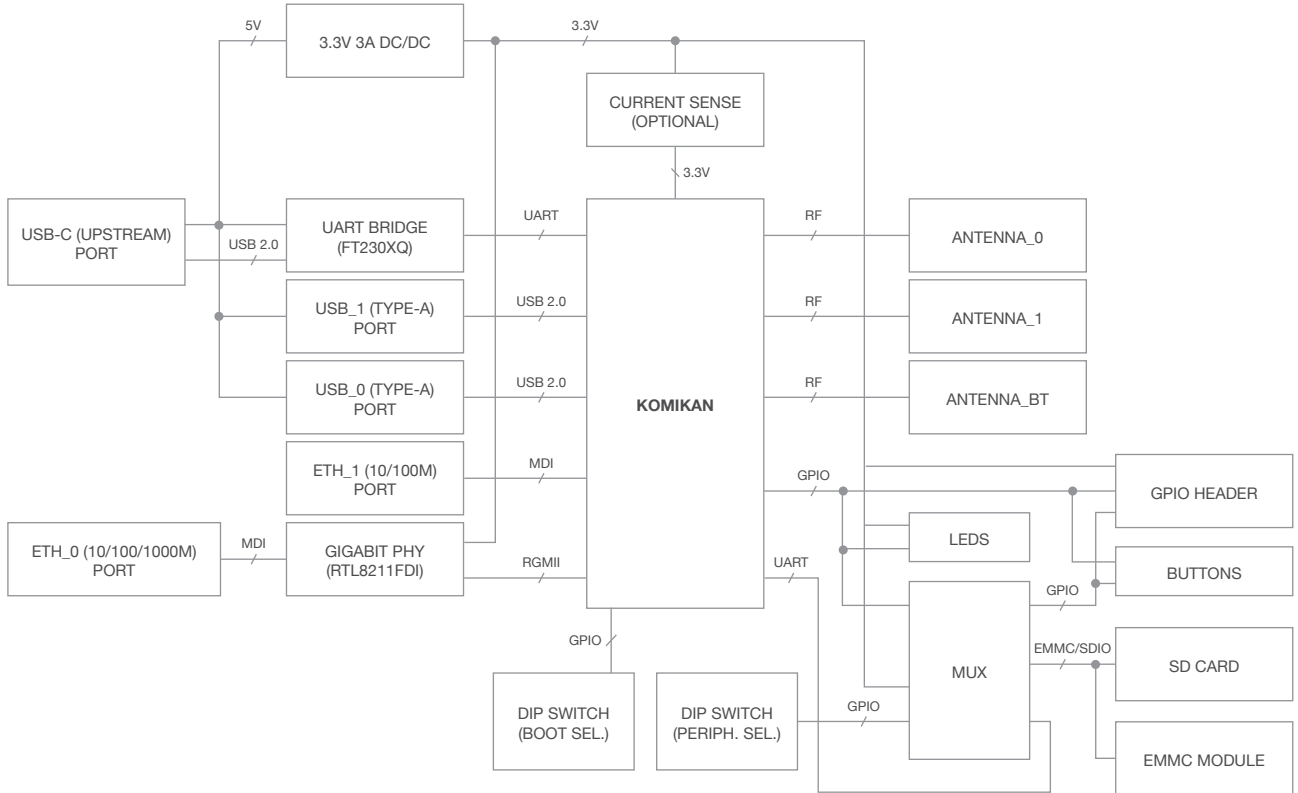 5V
3.3V 3A DC/DC
3.3V
CURRENT SENSE
(OPTIONAL)
3.3V
USB-C (UPSTREAM)
PORT
USB 2.0
UART BRIDGE
(FT230XQ)
UART
USB_1 (TYPE-A)
PORT
USB 2.0
USB_0 (TYPE-A)
PORT
USB 2.0
ETH_1 (10/100M)
PORT
MDI
ETH_0 (10/100/1000M)
PORT
MDI
GIGABIT PHY
(RTL8211FDI)
RGMII
KOMIKAN
RF
ANTENNA_0
RF
ANTENNA_1
RF
ANTENNA_BT
GPIO
GPIO HEADER
LEDS
UART
BUTTONS
GPIO
GPIO
DIP SWITCH
(BOOT SEL.)
DIP SWITCH
(PERIPH. SEL.)
GPIO
MUX
EMMC/SDIO
SD CARD
EMMC MODULE